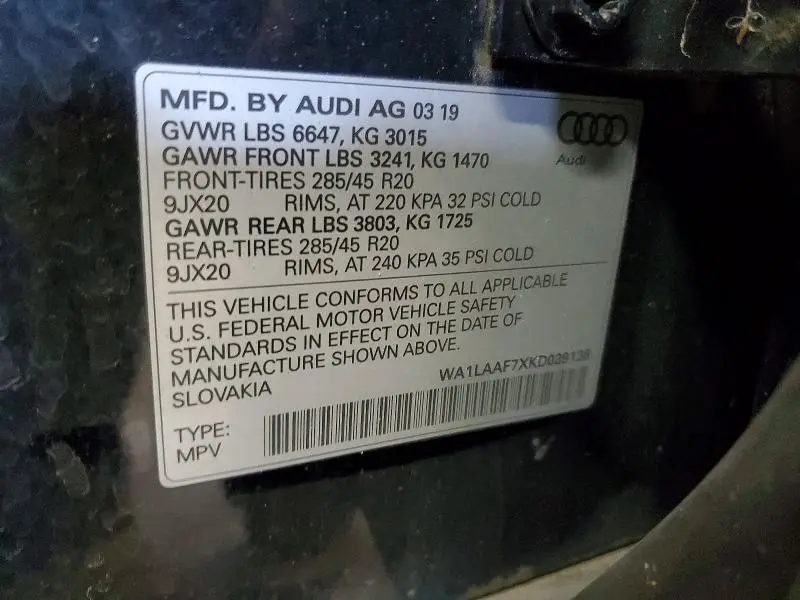 MFD. BY AUDI AG 03 19
GVWR LBS 6647, KG 3015
GAWR FRONT LBS 3241, KG 1470
FRONT-TIRES 285/45 R20
9JX20 RIMS, AT 220 KPA 32 PSI COLD
GAWR REAR LBS 3803, KG 1725
REAR-TIRES 285/45 R20
9JX20 RIMS, AT 240 KPA 35 PSI COLD
Audi
THIS VEHICLE CONFORMS TO ALL APPLICABLE
U.S. FEDERAL MOTOR VEHICLE SAFETY
STANDARDS IN EFFECT ON THE DATE OF
MANUFACTURE SHOWN ABOVE.
SLOVAKIA
TYPE:
MPV